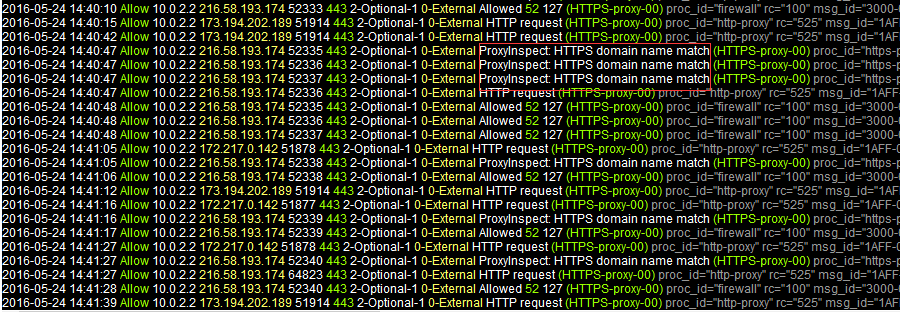 2016-05-24 14:40:10 Allow 10.0.2.2 216.58.193.174 52333 443 2-Optional-1 0-External Allowed 52 127 (HTTPS-proxy-00) proc_id="firewall" rc="100" msg_id="3000-
2016-05-24 14:40:41 Allow 10.0.2.2 173.194.202.189 51914 443 2-Optional-1 0-External HTTP request (HTTPS-proxy-00) proc_id="http-proxy" rc="525" msg_id="1AF
2016-05-24 14:40:42 Allow 10.0.2.2 173.194.202.189 51914 443 2-Optional-1 0-External HTTP request (HTTPS-proxy-00) proc_id="http-proxy" rc="525" msg_id="1AF
2016-05-24 14:40:47 Allow 10.0.2.2 216.58.193.174 52335 443 2-Optional-1 0-External ProxyInspect: HTTPS domain name match (HTTPS-proxy-00) proc_id="https-p
2016-05-24 14:40:47 Allow 10.0.2.2 216.58.193.174 52336 443 2-Optional-1 0-External ProxyInspect: HTTPS domain name match (HTTPS-proxy-00) proc_id="https-p
2016-05-24 14:40:47 Allow 10.0.2.2 216.58.193.174 52337 443 2-Optional-1 0-External ProxyInspect: HTTPS domain name match (HTTPS-proxy-00) proc_id="https-p
2016-05-24 14:40:47 Allow 10.0.2.2 216.58.193.174 52336 443 2-Optional-1 0-External HTTP request (HTTPS-proxy-00) proc_id="http-proxy" rc="525" msg_id="1AFF-
2016-05-24 14:40:48 Allow 10.0.2.2 216.58.193.174 52335 443 2-Optional-1 0-External Allowed 52 127 (HTTPS-proxy-00) proc_id="firewall" rc="100" msg_id="3000-
2016-05-24 14:40:48 Allow 10.0.2.2 216.58.193.174 52336 443 2-Optional-1 0-External Allowed 52 127 (HTTPS-proxy-00) proc_id="firewall" rc="100" msg_id="3000-
2016-05-24 14:40:48 Allow 10.0.2.2 216.58.193.174 52337 443 2-Optional-1 0-External Allowed 52 127 (HTTPS-proxy-00) proc_id="firewall" rc="100" msg_id="3000-
2016-05-24 14:41:05 Allow 10.0.2.2 172.217.0.142 51878 443 2-Optional-1 0-External HTTP request (HTTPS-proxy-00) proc_id="http-proxy" rc="525" msg_id="1AFF-0
2016-05-24 14:41:05 Allow 10.0.2.2 216.58.193.174 52338 443 2-Optional-1 0-External ProxyInspect: HTTPS domain name match (HTTPS-proxy-00) proc_id="https-p
2016-05-24 14:41:06 Allow 10.0.2.2 216.58.193.174 52338 443 2-Optional-1 0-External Allowed 52 127 (HTTPS-proxy-00) proc_id="firewall" rc="100" msg_id="3000-
2016-05-24 14:41:12 Allow 10.0.2.2 173.194.202.189 51914 443 2-Optional-1 0-External HTTP request (HTTPS-proxy-00) proc_id="http-proxy" rc="525" msg_id="1AF
2016-05-24 14:41:16 Allow 10.0.2.2 172.217.0.142 51877 443 2-Optional-1 0-External HTTP request (HTTPS-proxy-00) proc_id="http-proxy" rc="525" msg_id="1AFF-0
2016-05-24 14:41:16 Allow 10.0.2.2 216.58.193.174 52339 443 2-Optional-1 0-External ProxyInspect: HTTPS domain name match (HTTPS-proxy-00) proc_id="https-p
2016-05-24 14:41:17 Allow 10.0.2.2 216.58.193.174 52339 443 2-Optional-1 0-External Allowed 52 127 (HTTPS-proxy-00) proc_id="firewall" rc="100" msg_id="3000-
2016-05-24 14:41:27 Allow 10.0.2.2 172.217.0.142 51878 443 2-Optional-1 0-External HTTP request (HTTPS-proxy-00) proc_id="http-proxy" rc="525" msg_id="1AFF-0
2016-05-24 14:41:27 Allow 10.0.2.2 216.58.193.174 52340 443 2-Optional-1 0-External ProxyInspect: HTTPS domain name match (HTTPS-proxy-00) proc_id="https-p
2016-05-24 14:41:27 Allow 10.0.2.2 216.58.193.174 64823 443 2-Optional-1 0-External HTTP request (HTTPS-proxy-00) proc_id="http-proxy" rc="525" msg_id="1AFF-
2016-05-24 14:41:28 Allow 10.0.2.2 216.58.193.174 52340 443 2-Optional-1 0-External Allowed 52 127 (HTTPS-proxy-00) proc_id="firewall" rc="100" msg_id="3000-
2016-05-24 14:41:39 Allow 10.0.2.2 173.194.202.189 51914 443 2-Optional-1 0-External HTTP request (HTTPS-proxy-00) proc_id="http-proxy" rc="525" msg_id="1AF